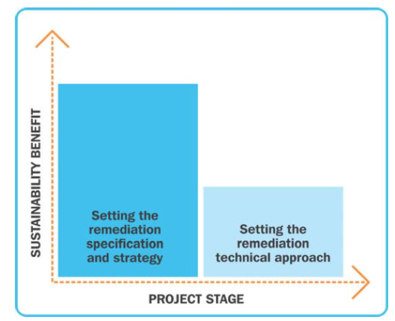 SUSTAINABILITY BENEFIT
Setting the
remediation
specification
and strategy
Setting the
remediation
technical approach
PROJECT STAGE